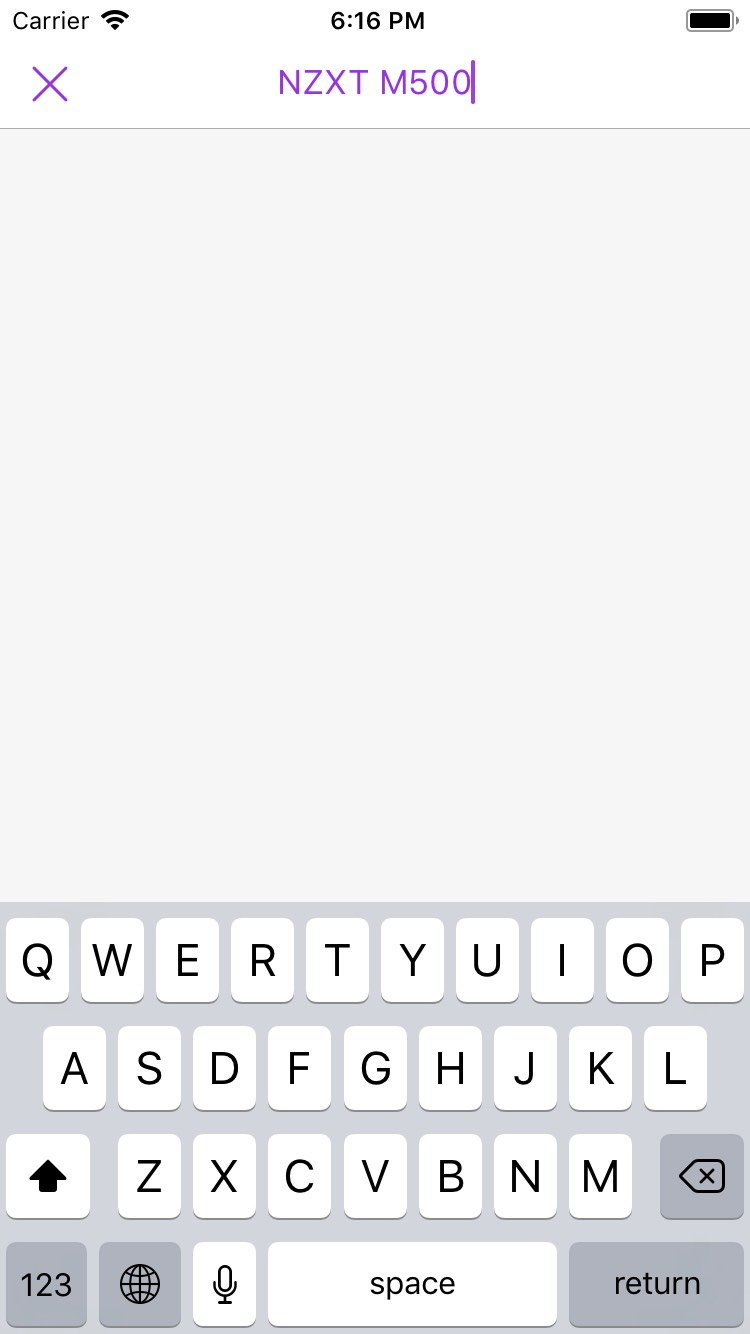 Carrier 6:16 PM
NZXT M500
Q W E R T Y U I O P
A S D F G H J K L
Z X C V B N M
123 space return